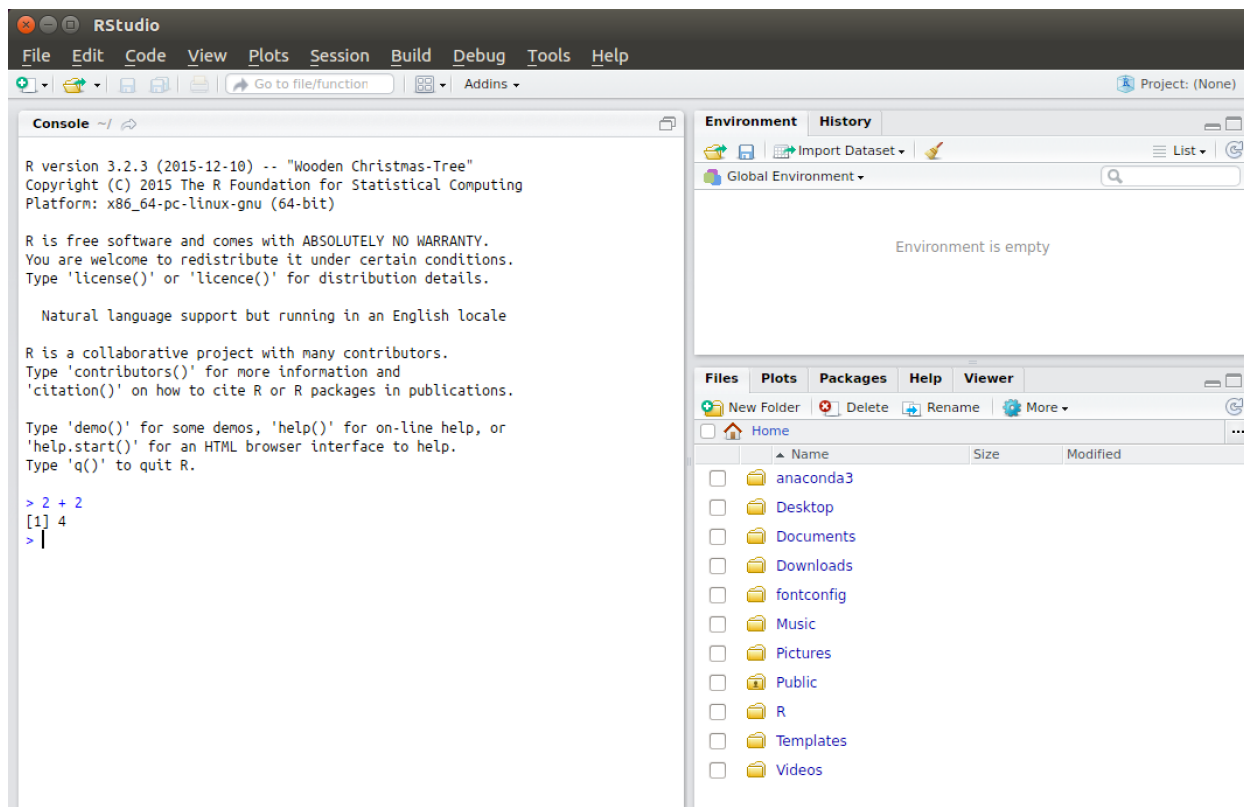 RStudio
File Edit Code View Plots Session Build Debug Tools Help
Go to file/function Addins Project: (None)
Console ~/
R version 3.2.3 (2015-12-10) -- "Wooden Christmas-Tree"
Copyright (C) 2015 The R Foundation for Statistical Computing
Platform: x86_64-pc-linux-gnu (64-bit)
R is free software and comes with ABSOLUTELY NO WARRANTY.
You are welcome to redistribute it under certain conditions.
Type 'license()' or 'licence()' for distribution details.
Natural language support but running in an English locale
R is a collaborative project with many contributors.
Type 'contributors()' for more information and
'citation()' on how to cite R or R packages in publications.
Type 'demo()' for some demos, 'help()' for on-line help, or
'help.start()' for an HTML browser interface to help.
Type 'q()' to quit R.
> 2 + 2
[1] 4
>
Environment History
Import Dataset List
Global Environment
Environment is empty
Files Plots Packages Help Viewer
New Folder Delete Rename More
Home ...
Name Size Modified
anaconda3
Desktop
Documents
Downloads
fontconfig
Music
Pictures
Public
R
Templates
Videos